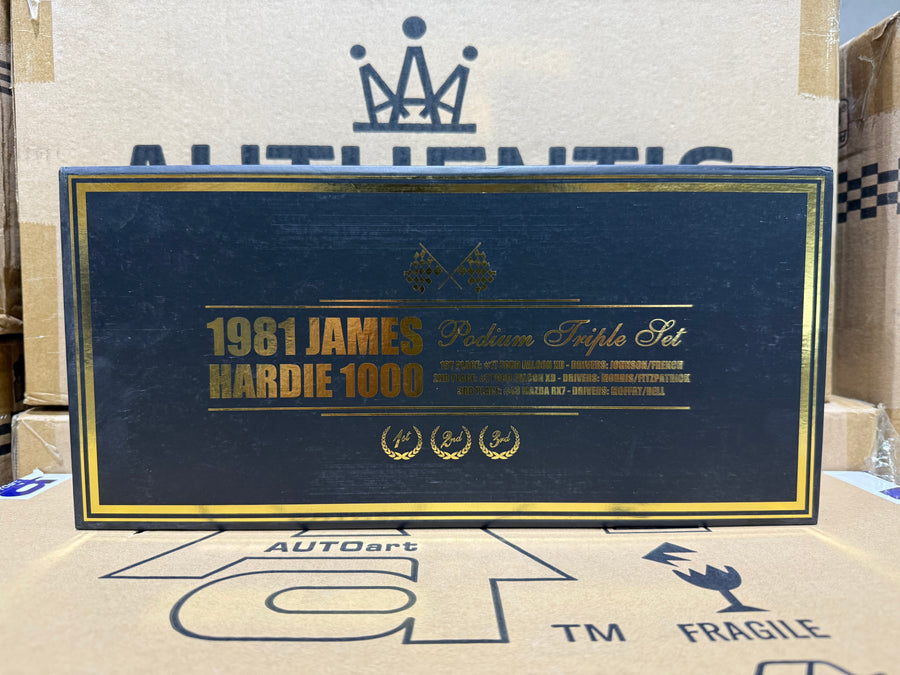 AUTHENTIC
1981 JAMES
HARDIE 1000
Podium Triple Set
1ST PLACE: #17 FORD FALCON XD - DRIVERS: JOHNSON/FRENCH
2ND PLACE: FORD FALCON XD - DRIVERS: MORRIS/FITZPATRICK
3RD PLACE: #43 MAZDA RX7 - DRIVERS: MOFFAT/BELL
1st 2nd 3rd
AUTOart
TM
FRAGILE